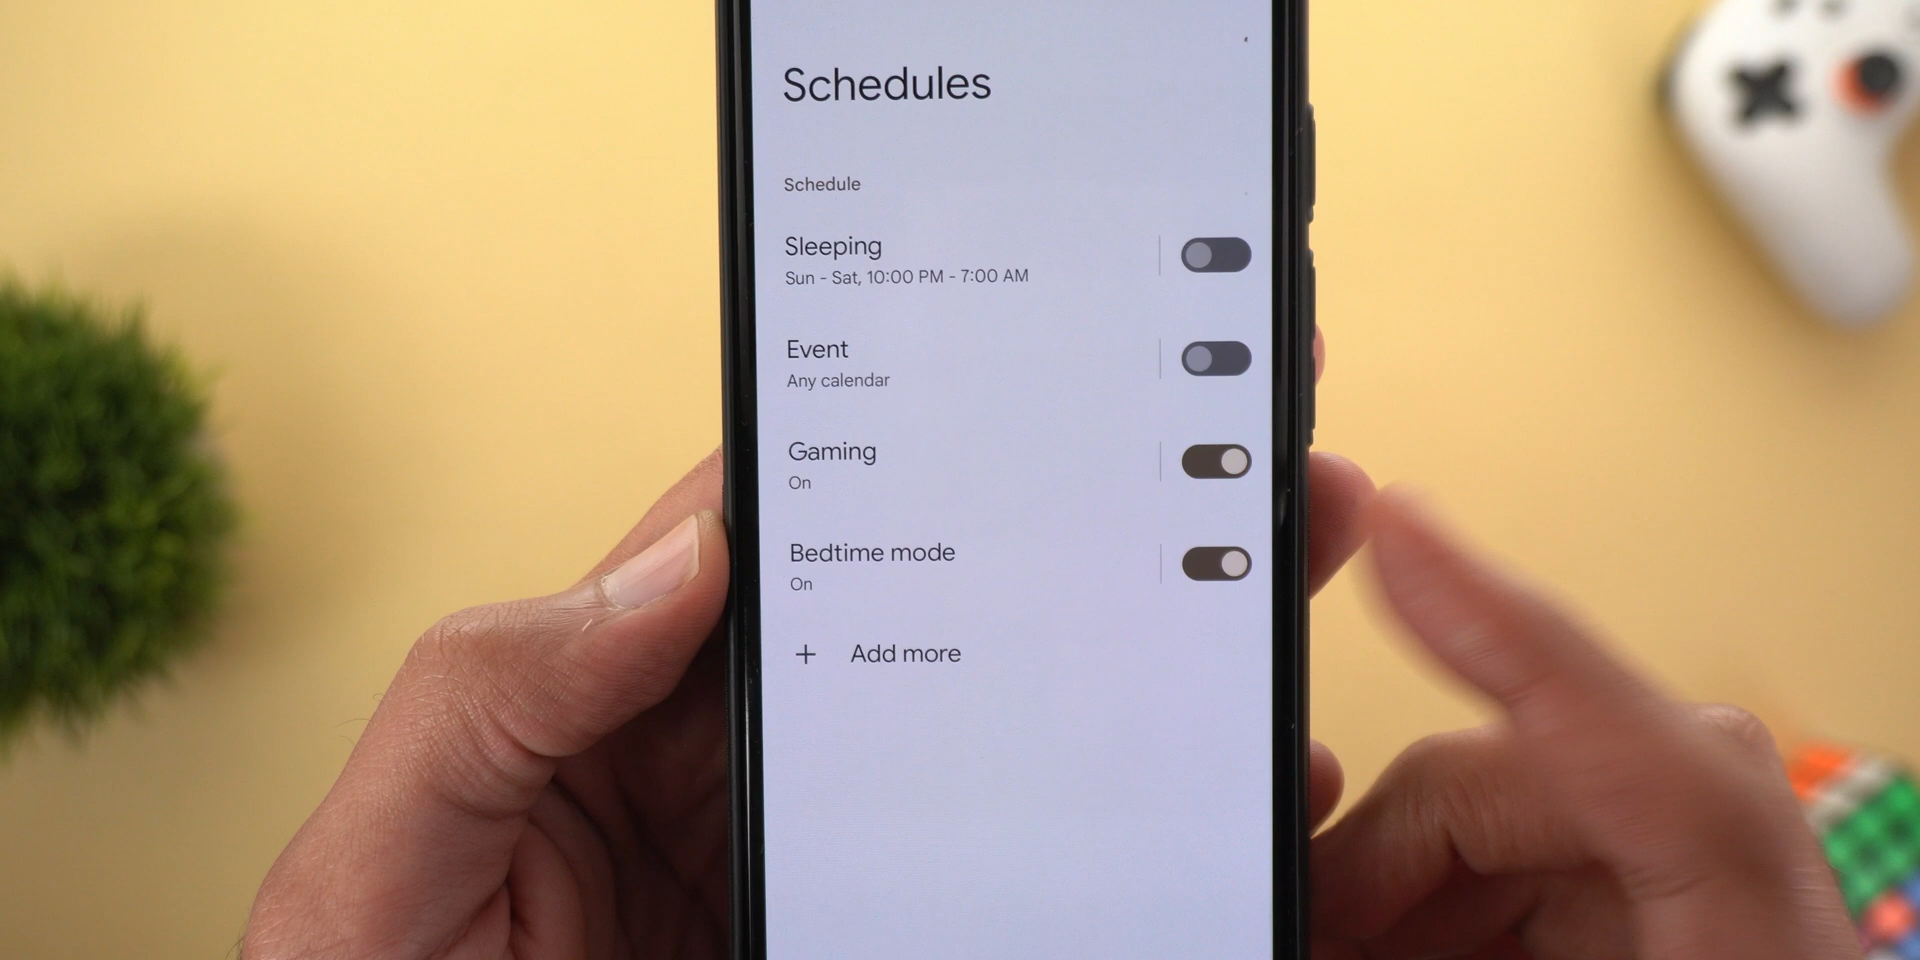 Schedules
Schedule
Sleeping
Sun - Sat, 10:00 PM - 7:00 AM
Event
Any calendar
Gaming
On
Bedtime mode
On
+ Add more